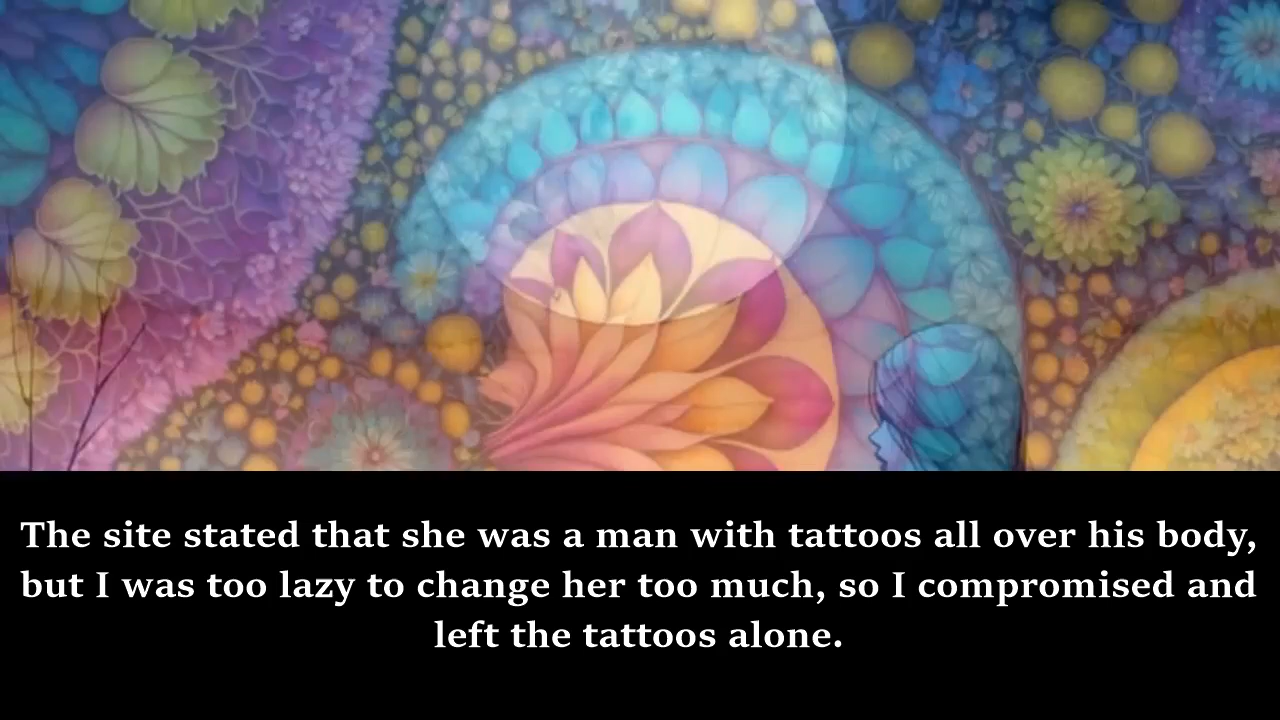 The site stated that she was a man with tattoos all over his body,
but I was too lazy to change her too much, so I compromised and
left the tattoos alone.